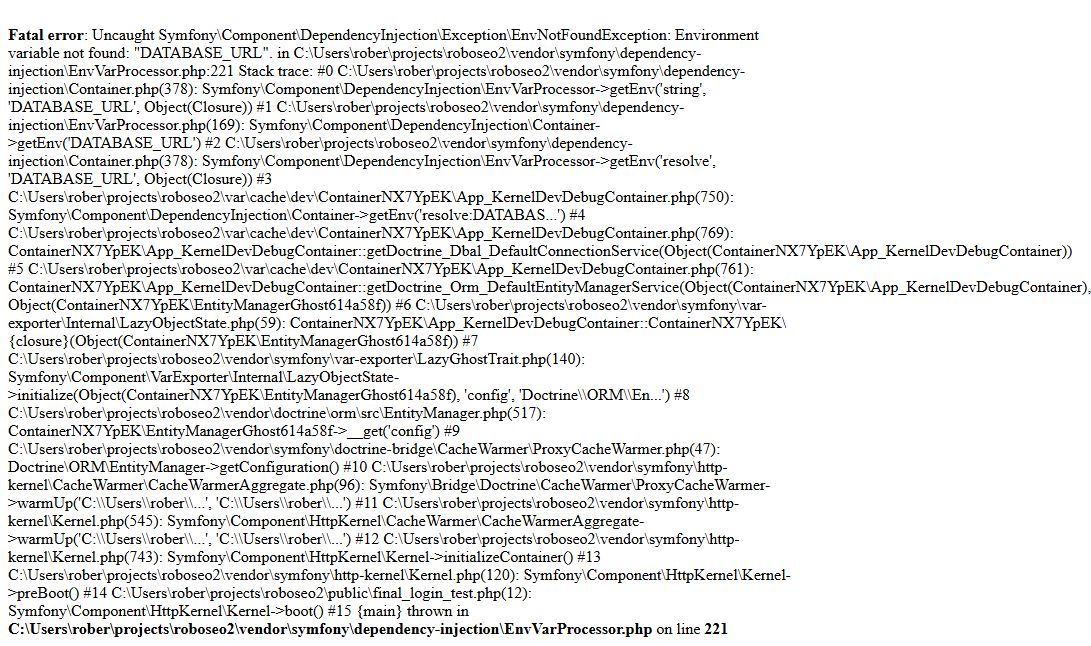 Fatal error: Uncaught Symfony\Component\DependencyInjection\Exception\EnvNotFoundException: Environment
variable not found: "DATABASE_URL". in C:\Users\rober\projects\roboseo2\vendor\symfony\dependency-
injection\EnvVarProcessor.php:221 Stack trace: #0 C:\Users\rober\projects\roboseo2\vendor\symfony\dependency-
injection\Container.php(378): Symfony\Component\DependencyInjection\EnvVarProcessor->getEnv('string',
'DATABASE_URL', Object(Closure)) #1 C:\Users\rober\projects\roboseo2\vendor\symfony\dependency-
injection\EnvVarProcessor.php(169): Symfony\Component\DependencyInjection\Container-
>getEnv('DATABASE_URL') #2 C:\Users\rober\projects\roboseo2\vendor\symfony\dependency-
injection\Container.php(378): Symfony\Component\DependencyInjection\EnvVarProcessor->getEnv('resolve',
'DATABASE_URL', Object(Closure)) #3
C:\Users\rober\projects\roboseo2\var\cache\dev\ContainerNX7YpEK\App_KernelDevDebugContainer.php(750):
Symfony\Component\DependencyInjection\Container->getEnv('resolve:DATABAS...') #4
C:\Users\rober\projects\roboseo2\var\cache\dev\ContainerNX7YpEK\App_KernelDevDebugContainer.php(769):
ContainerNX7YpEK\App_KernelDevDebugContainer::getDoctrine_Dbal_DefaultConnectionService(Object(ContainerNX7YpEK\App_KernelDevDebugContainer))
#5 C:\Users\rober\projects\roboseo2\var\cache\dev\ContainerNX7YpEK\App_KernelDevDebugContainer.php(761):
ContainerNX7YpEK\App_KernelDevDebugContainer::getDoctrine_Orm_DefaultEntityManagerService(Object(ContainerNX7YpEK\App_KernelDevDebugContainer),
Object(ContainerNX7YpEK\EntityManagerGhost614a58f)) #6 C:\Users\rober\projects\roboseo2\vendor\symfony\var-
exporter\Internal\LazyObjectState.php(59): ContainerNX7YpEK\App_KernelDevDebugContainer::ContainerNX7YpEK\
{closure}(Object(ContainerNX7YpEK\EntityManagerGhost614a58f)) #7
C:\Users\rober\projects\roboseo2\vendor\symfony\var-exporter\LazyGhostTrait.php(140):
Symfony\Component\VarExporter\Internal\LazyObjectState-
>initialize(Object(ContainerNX7YpEK\EntityManagerGhost614a58f), 'config', 'Doctrine\\ORM\\En...') #8
C:\Users\rober\projects\roboseo2\vendor\doctrine\orm\src\EntityManager.php(517):
ContainerNX7YpEK\EntityManagerGhost614a58f->__get('config') #9
C:\Users\rober\projects\roboseo2\vendor\symfony\doctrine-bridge\CacheWarmer\ProxyCacheWarmer.php(47):
Doctrine\ORM\EntityManager->getConfiguration() #10 C:\Users\rober\projects\roboseo2\vendor\symfony\http-
kernel\CacheWarmer\CacheWarmerAggregate.php(96): Symfony\Bridge\Doctrine\CacheWarmer\ProxyCacheWarmer-
>warmUp('C:\\Users\\rober\\...', 'C:\\Users\\rober\\...') #11 C:\Users\rober\projects\roboseo2\vendor\symfony\http-
kernel\Kernel.php(545): Symfony\Component\HttpKernel\CacheWarmer\CacheWarmerAggregate-
>warmUp('C:\\Users\\rober\\...', 'C:\\Users\\rober\\...') #12 C:\Users\rober\projects\roboseo2\vendor\symfony\http-
kernel\Kernel.php(743): Symfony\Component\HttpKernel\Kernel->initializeContainer() #13
C:\Users\rober\projects\roboseo2\vendor\symfony\http-kernel\Kernel.php(120): Symfony\Component\HttpKernel\Kernel-
>preBoot() #14 C:\Users\rober\projects\roboseo2\public\final_login_test.php(12):
Symfony\Component\HttpKernel\Kernel->boot() #15 {main} thrown in
C:\Users\rober\projects\roboseo2\vendor\symfony\dependency-injection\EnvVarProcessor.php on line 221